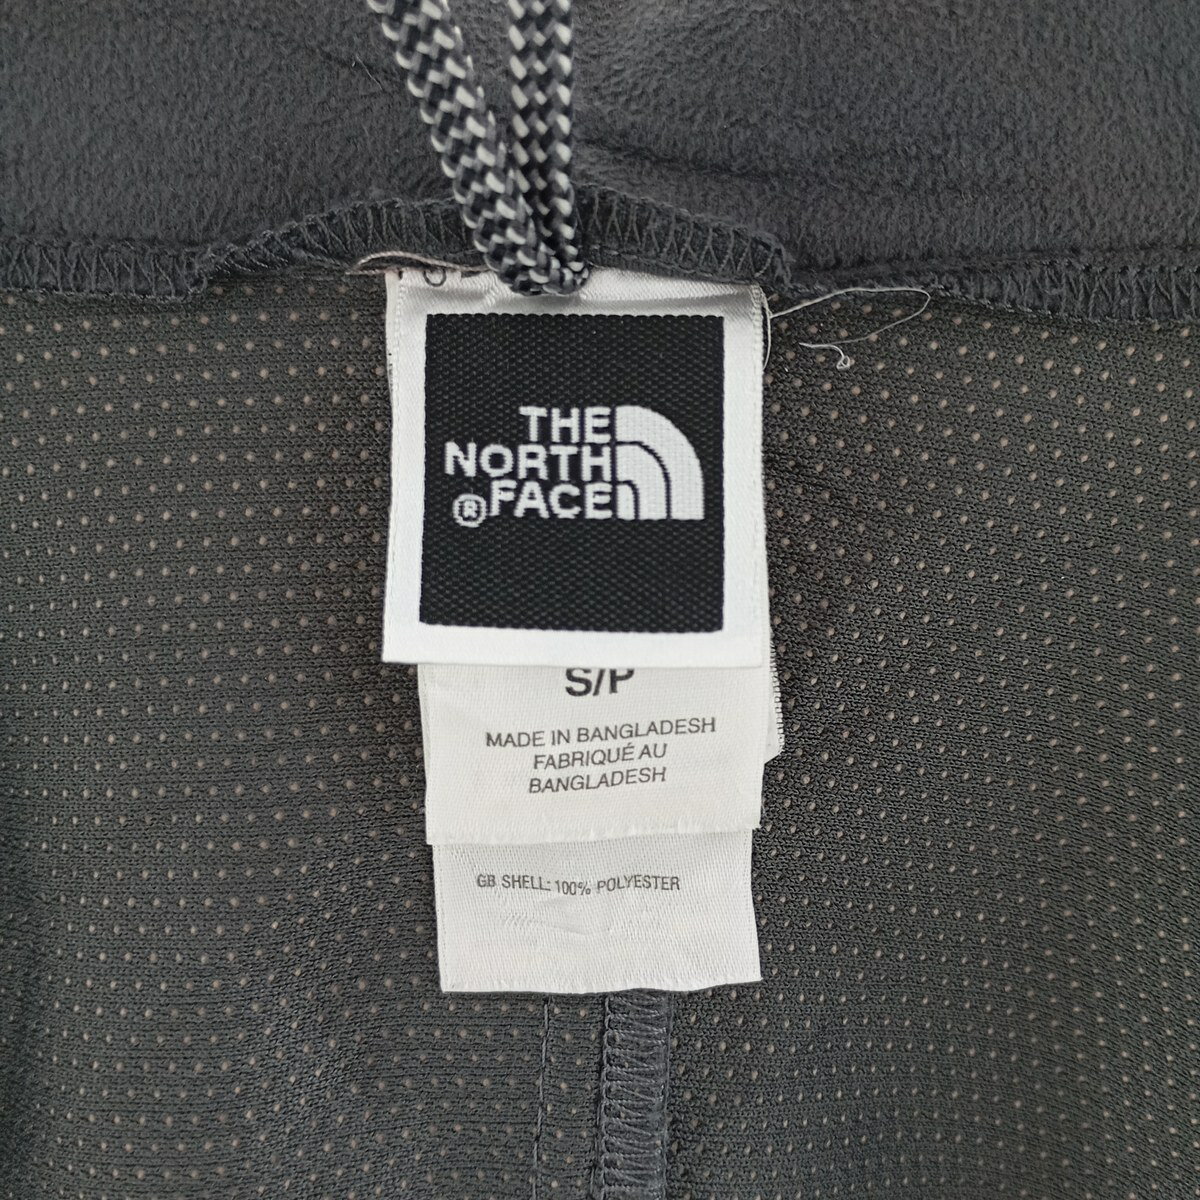 THE
NORTH
®FACE
S/P
MADE IN BANGLADESH
FABRIQUÉ AU
BANGLADESH
GB SHELL: 100% POLYESTER